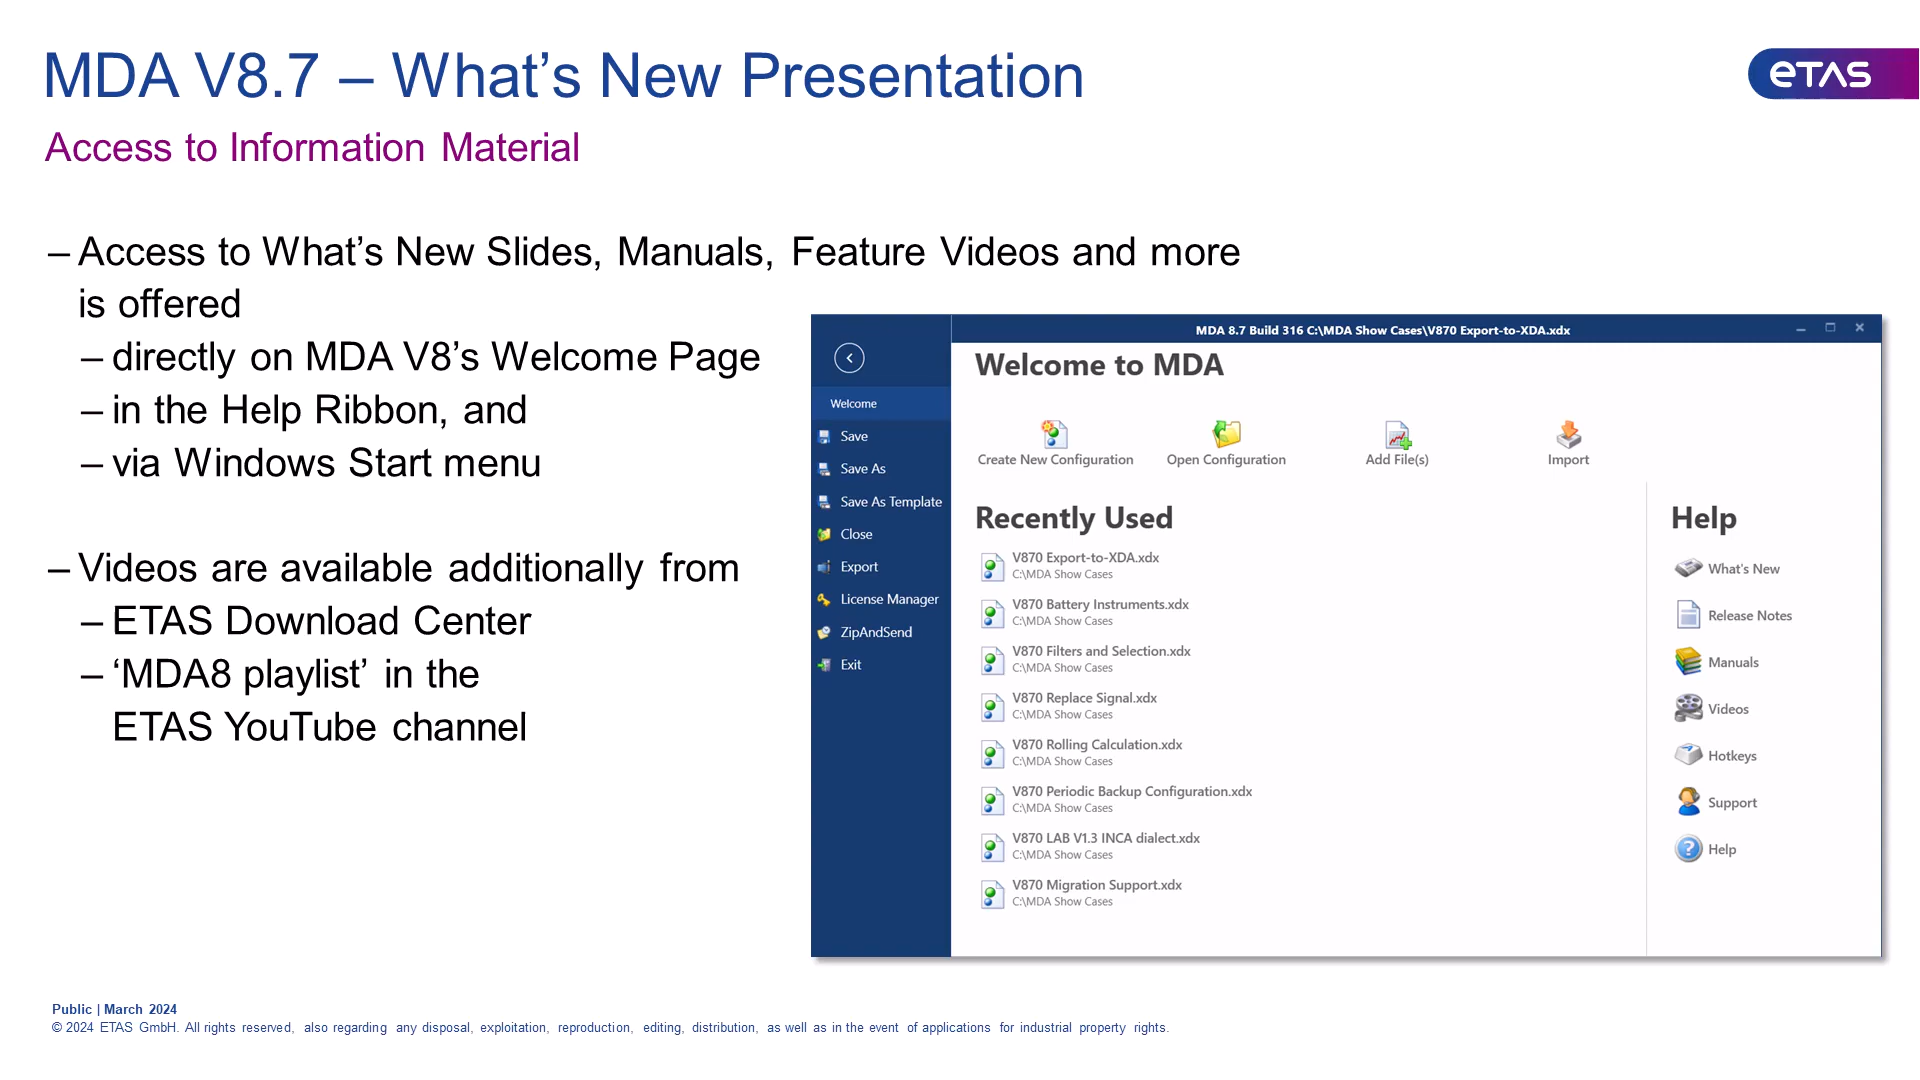 MDA V8.7 – What’s New Presentation
eTAS
Access to Information Material
– Access to What’s New Slides, Manuals, Feature Videos and more
is offered
– directly on MDA V8’s Welcome Page
– in the Help Ribbon, and
– via Windows Start menu
– Videos are available additionally from
– ETAS Download Center
– ‘MDA8 playlist’ in the
ETAS YouTube channel
MDA 8.7 Build 316 C:\MDA Show Cases\V870 Export-to-XDA.xdx
Welcome
Save
Save As
Save As Template
Close
Export
License Manager
ZipAndSend
Exit
Welcome to MDA
Create New Configuration
Open Configuration
Add File(s)
Import
Recently Used
V870 Export-to-XDA.xdx
C:\MDA Show Cases
V870 Battery Instruments.xdx
C:\MDA Show Cases
V870 Filters and Selection.xdx
C:\MDA Show Cases
V870 Replace Signal.xdx
C:\MDA Show Cases
V870 Rolling Calculation.xdx
C:\MDA Show Cases
V870 Periodic Backup Configuration.xdx
C:\MDA Show Cases
V870 LAB V1.3 INCA dialect.xdx
C:\MDA Show Cases
V870 Migration Support.xdx
C:\MDA Show Cases
Help
What's New
Release Notes
Manuals
Videos
Hotkeys
Support
Help
Public | March 2024
© 2024 ETAS GmbH. All rights reserved, also regarding any disposal, exploitation, reproduction, editing, distribution, as well as in the event of applications for industrial property rights.